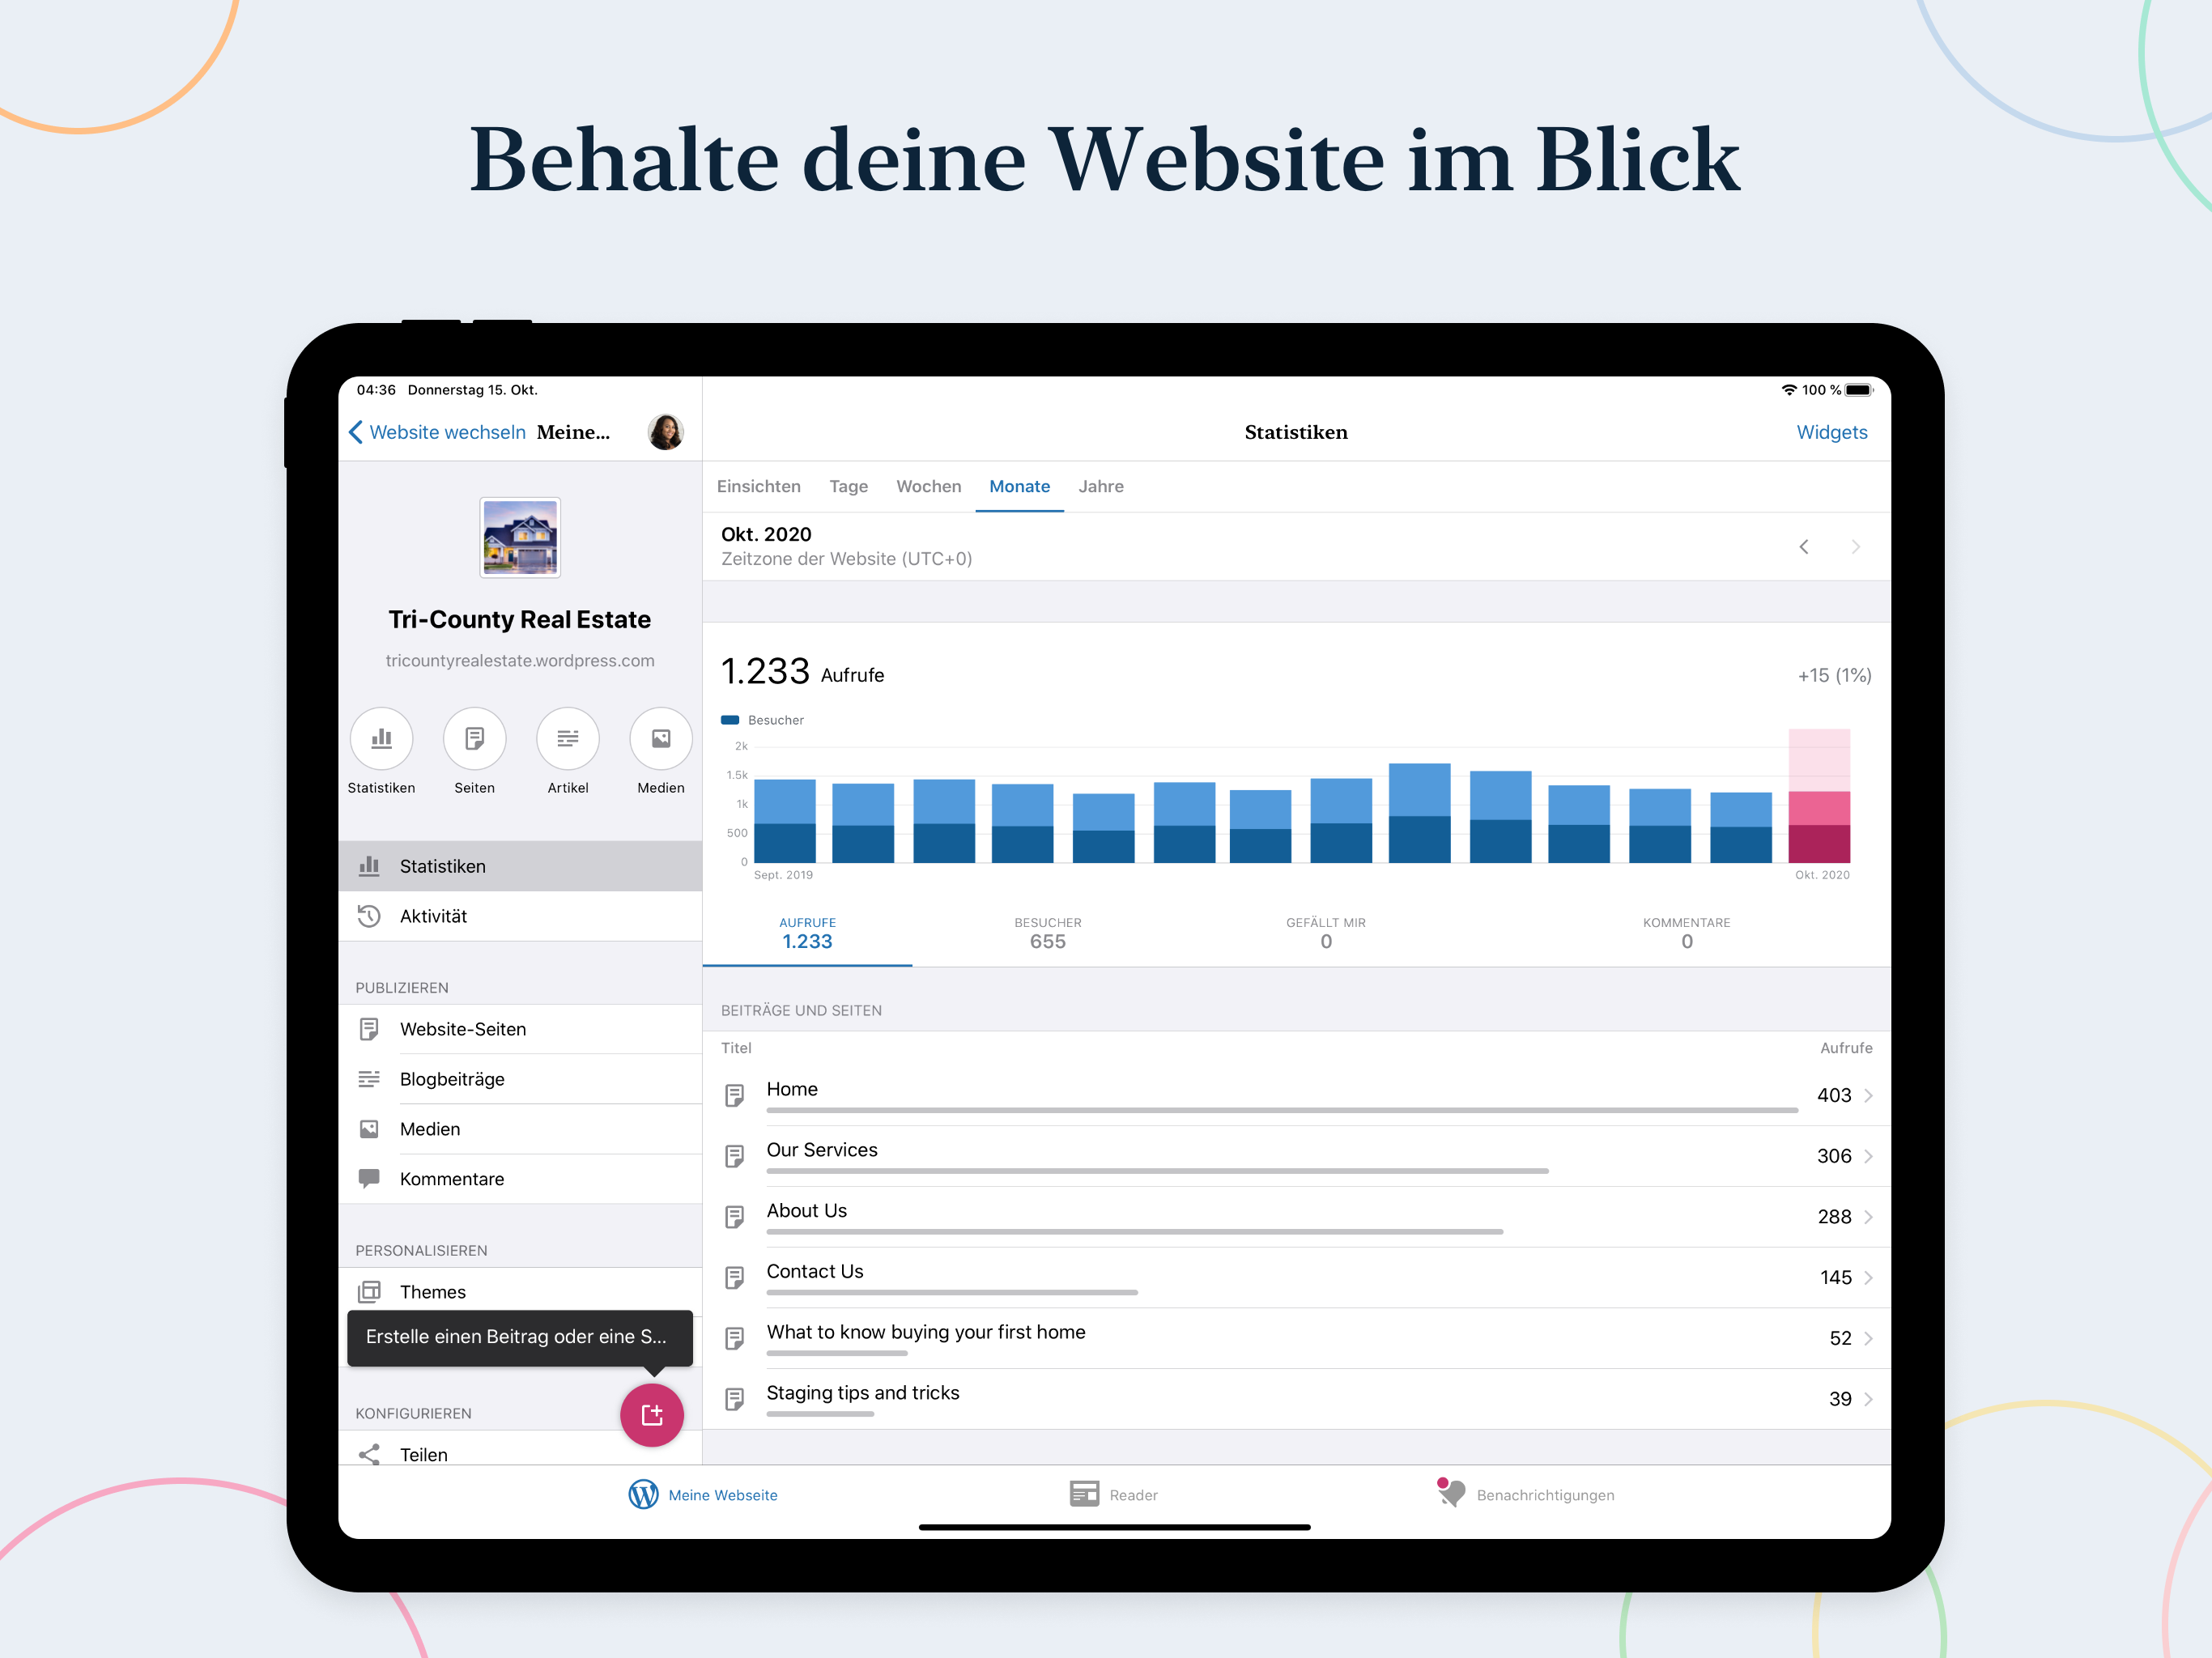 Behalte deine Website im Blick
04:36 Donnerstag 15. Okt.
100 %
Website wechseln Meine...
Statistiken
Widgets
Tri-County Real Estate
tricountyrealestate.wordpress.com
Statistiken Seiten Artikel Medien
Statistiken
Aktivität
PUBLIZIEREN
Website-Seiten
Blogbeiträge
Medien
Kommentare
PERSONALISIEREN
Themes
Erstelle einen Beitrag oder eine S...
KONFIGURIEREN
Teilen
Einsichten Tage Wochen Monate Jahre
Okt. 2020
Zeitzone der Website (UTC+0)
1.233 Aufrufe
+15 (1%)
Besucher
2k
1.5k
1k
500
0
Sept. 2019 Okt. 2020
AUFRUFE BESUCHER GEFÄLLT MIR KOMMENTARE
1.233 655 0 0
BEITRÄGE UND SEITEN
Titel Aufrufe
Home 403
Our Services 306
About Us 288
Contact Us 145
What to know buying your first home 52
Staging tips and tricks 39
Meine Webseite Reader Benachrichtigungen